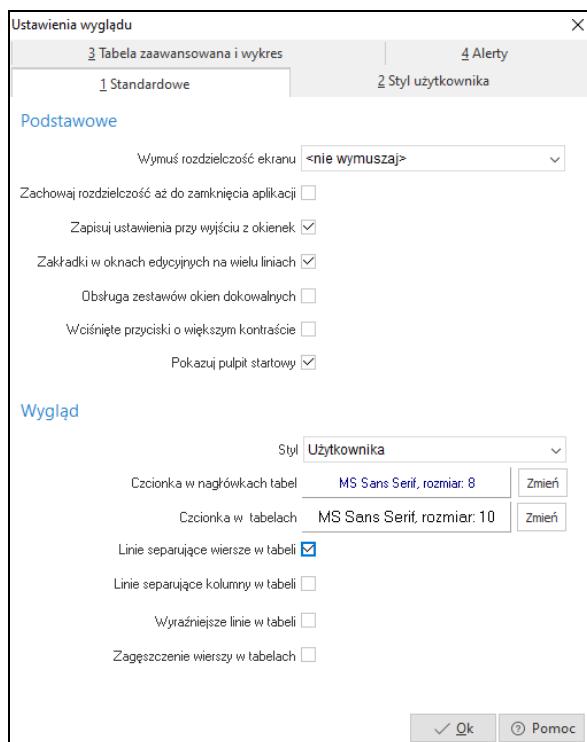 Ustawienia wyglądu
3 Tabela zaawansowana i wykres
4 Alerty
1 Standardowe
2 Styl użytkownika
Podstawowe
Wymuś rozdzielczość ekranu <nie wymuszaj>
Zachowaj rozdzielczość aż do zamknięcia aplikacji
Zapisuj ustawienia przy wyjściu z okienek
Zakładki w oknach edycyjnych na wielu liniach
Obsługa zestawów okien dokowalnych
Wciśnięte przyciski o większym kontraście
Pokazuj pulpit startowy
Wygląd
Styl Użytkownika
Czcionka w nagłówkach tabel MS Sans Serif, rozmiar: 8 Zmień
Czcionka w tabelach MS Sans Serif, rozmiar: 10 Zmień
Linie separujące wiersze w tabeli
Linie separujące kolumny w tabeli
Wyraźniejsze linie w tabeli
Zagęszczenie wierszy w tabelach
Ok Pomoc